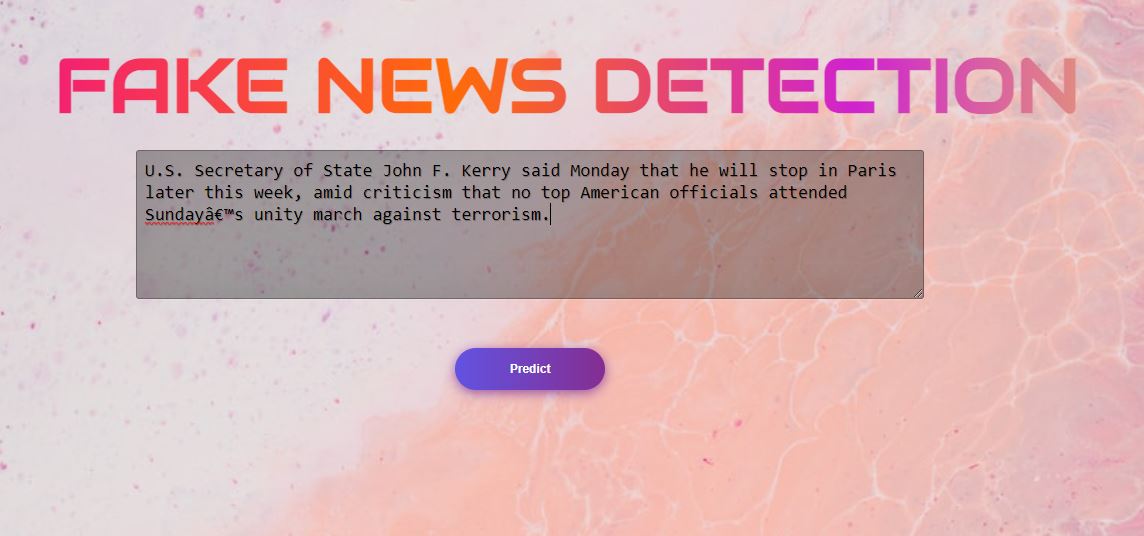 FAKE NEWS DETECTION
U.S. Secretary of State John F. Kerry said Monday that he will stop in Paris
later this week, amid criticism that no top American officials attended
Sundayâ€™s unity march against terrorism.
Predict